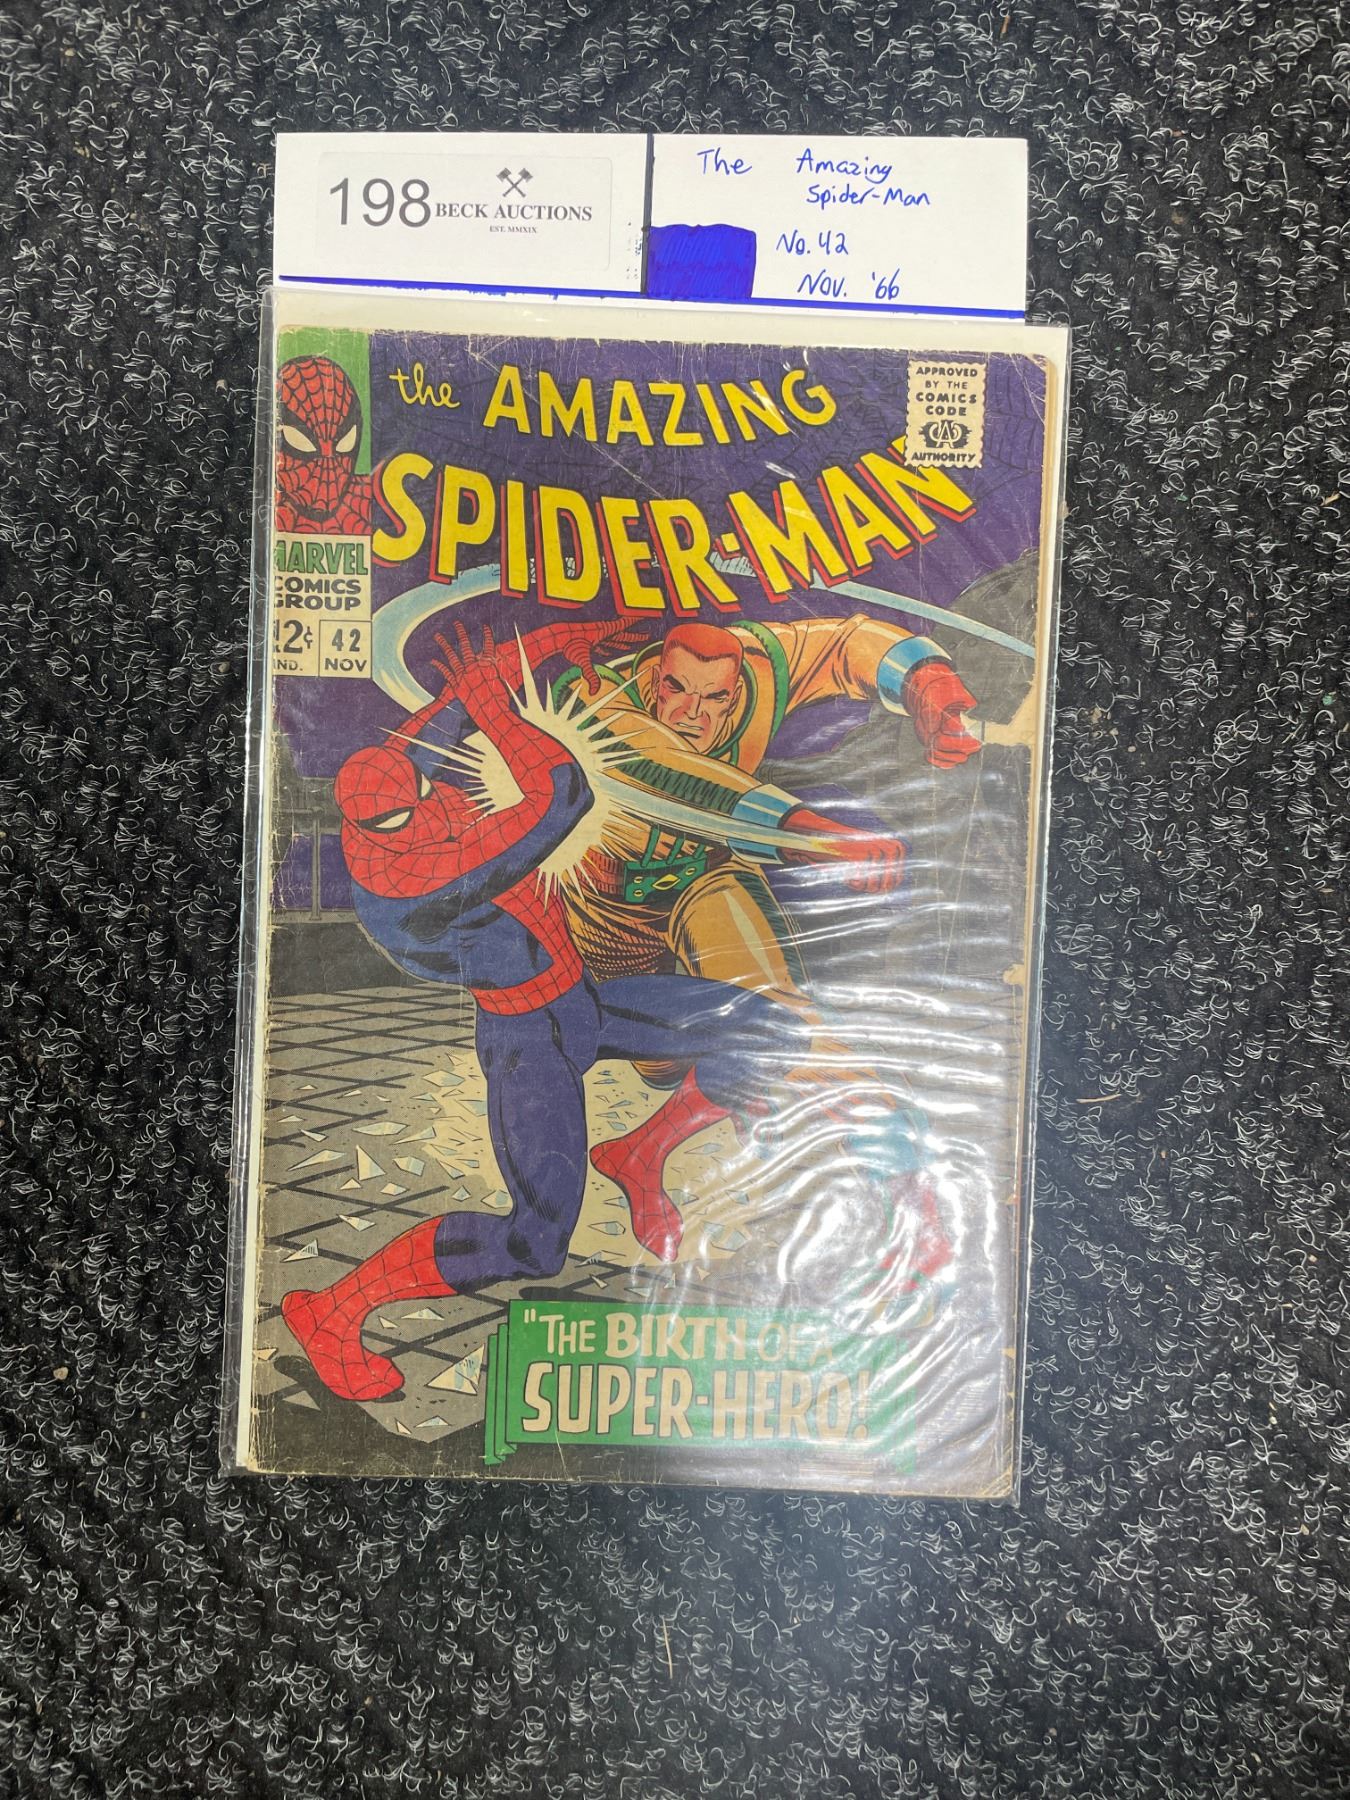 198
BECK AUCTIONS
EST. MMXIX
The Amazing
Spider-Man
No. 42
Nov. '66
the AMAZING
SPIDER-MAN
APPROVED
BY THE
COMICS
CODE
CA
AUTHORITY
MARVEL
COMICS
GROUP
12¢
IND.
42
NOV
"THE BIRTH OF A
SUPER-HERO!